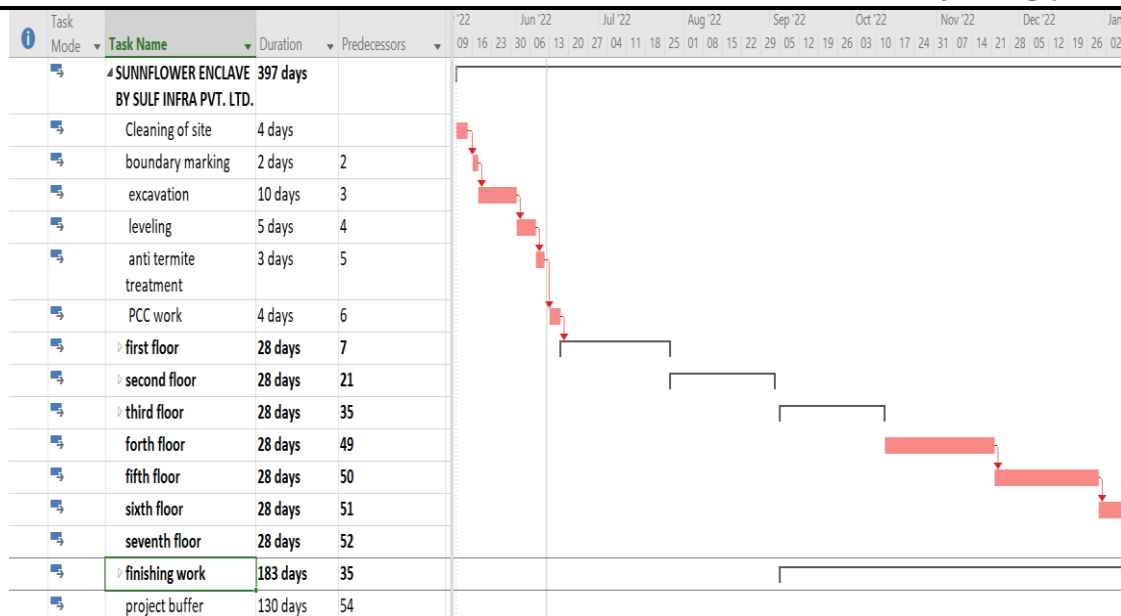 Task
Mode Task Name Duration Predecessors
'22 Jun '22 Jul '22 Aug '22 Sep '22 Oct '22 Nov '22 Dec '22 Jan
09 16 23 30 06 13 20 27 04 11 18 25 01 08 15 22 29 05 12 19 26 03 10 17 24 31 07 14 21 28 05 12 19 26 02
SUNNFLOWER ENCLAVE 397 days
BY SULF INFRA PVT. LTD.
Cleaning of site 4 days
boundary marking 2 days 2
excavation 10 days 3
leveling 5 days 4
anti termite 3 days 5
treatment
PCC work 4 days 6
first floor 28 days 7
second floor 28 days 21
third floor 28 days 35
forth floor 28 days 49
fifth floor 28 days 50
sixth floor 28 days 51
seventh floor 28 days 52
finishing work 183 days 35
project buffer 130 days 54